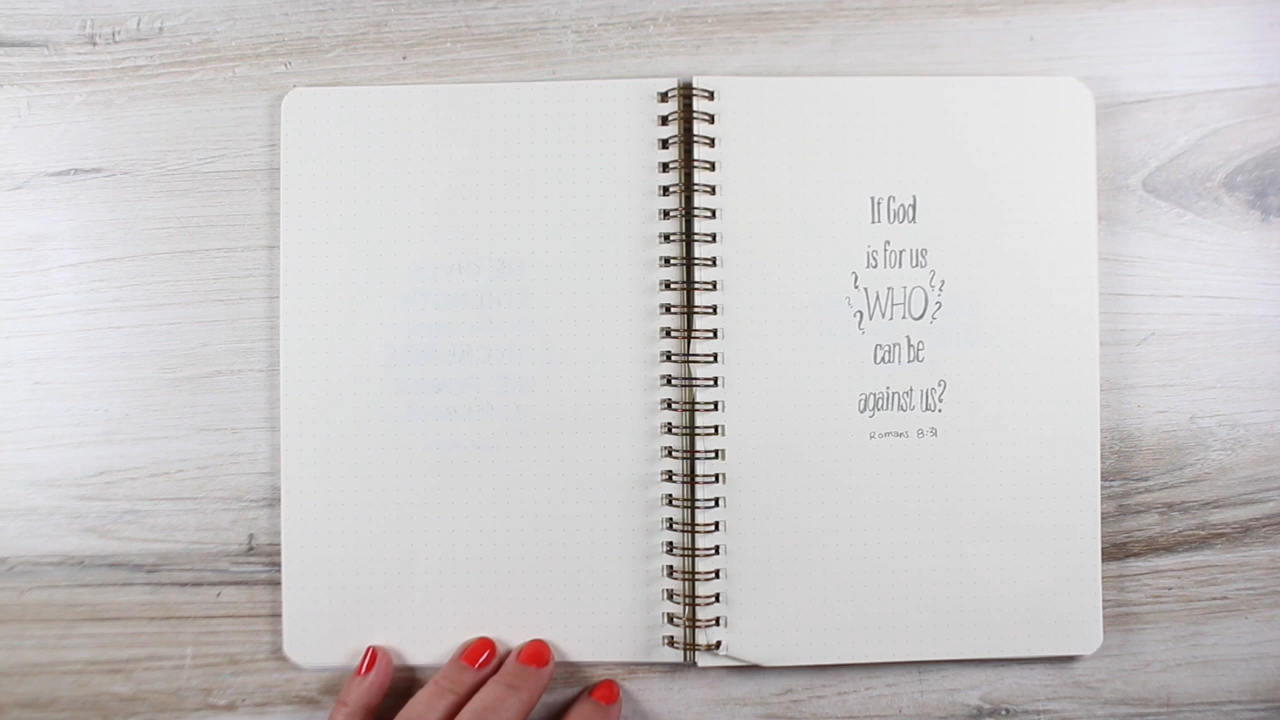 If God
is for us
? ? WHO ? ? ?
can be
against us?
Romans 8:31